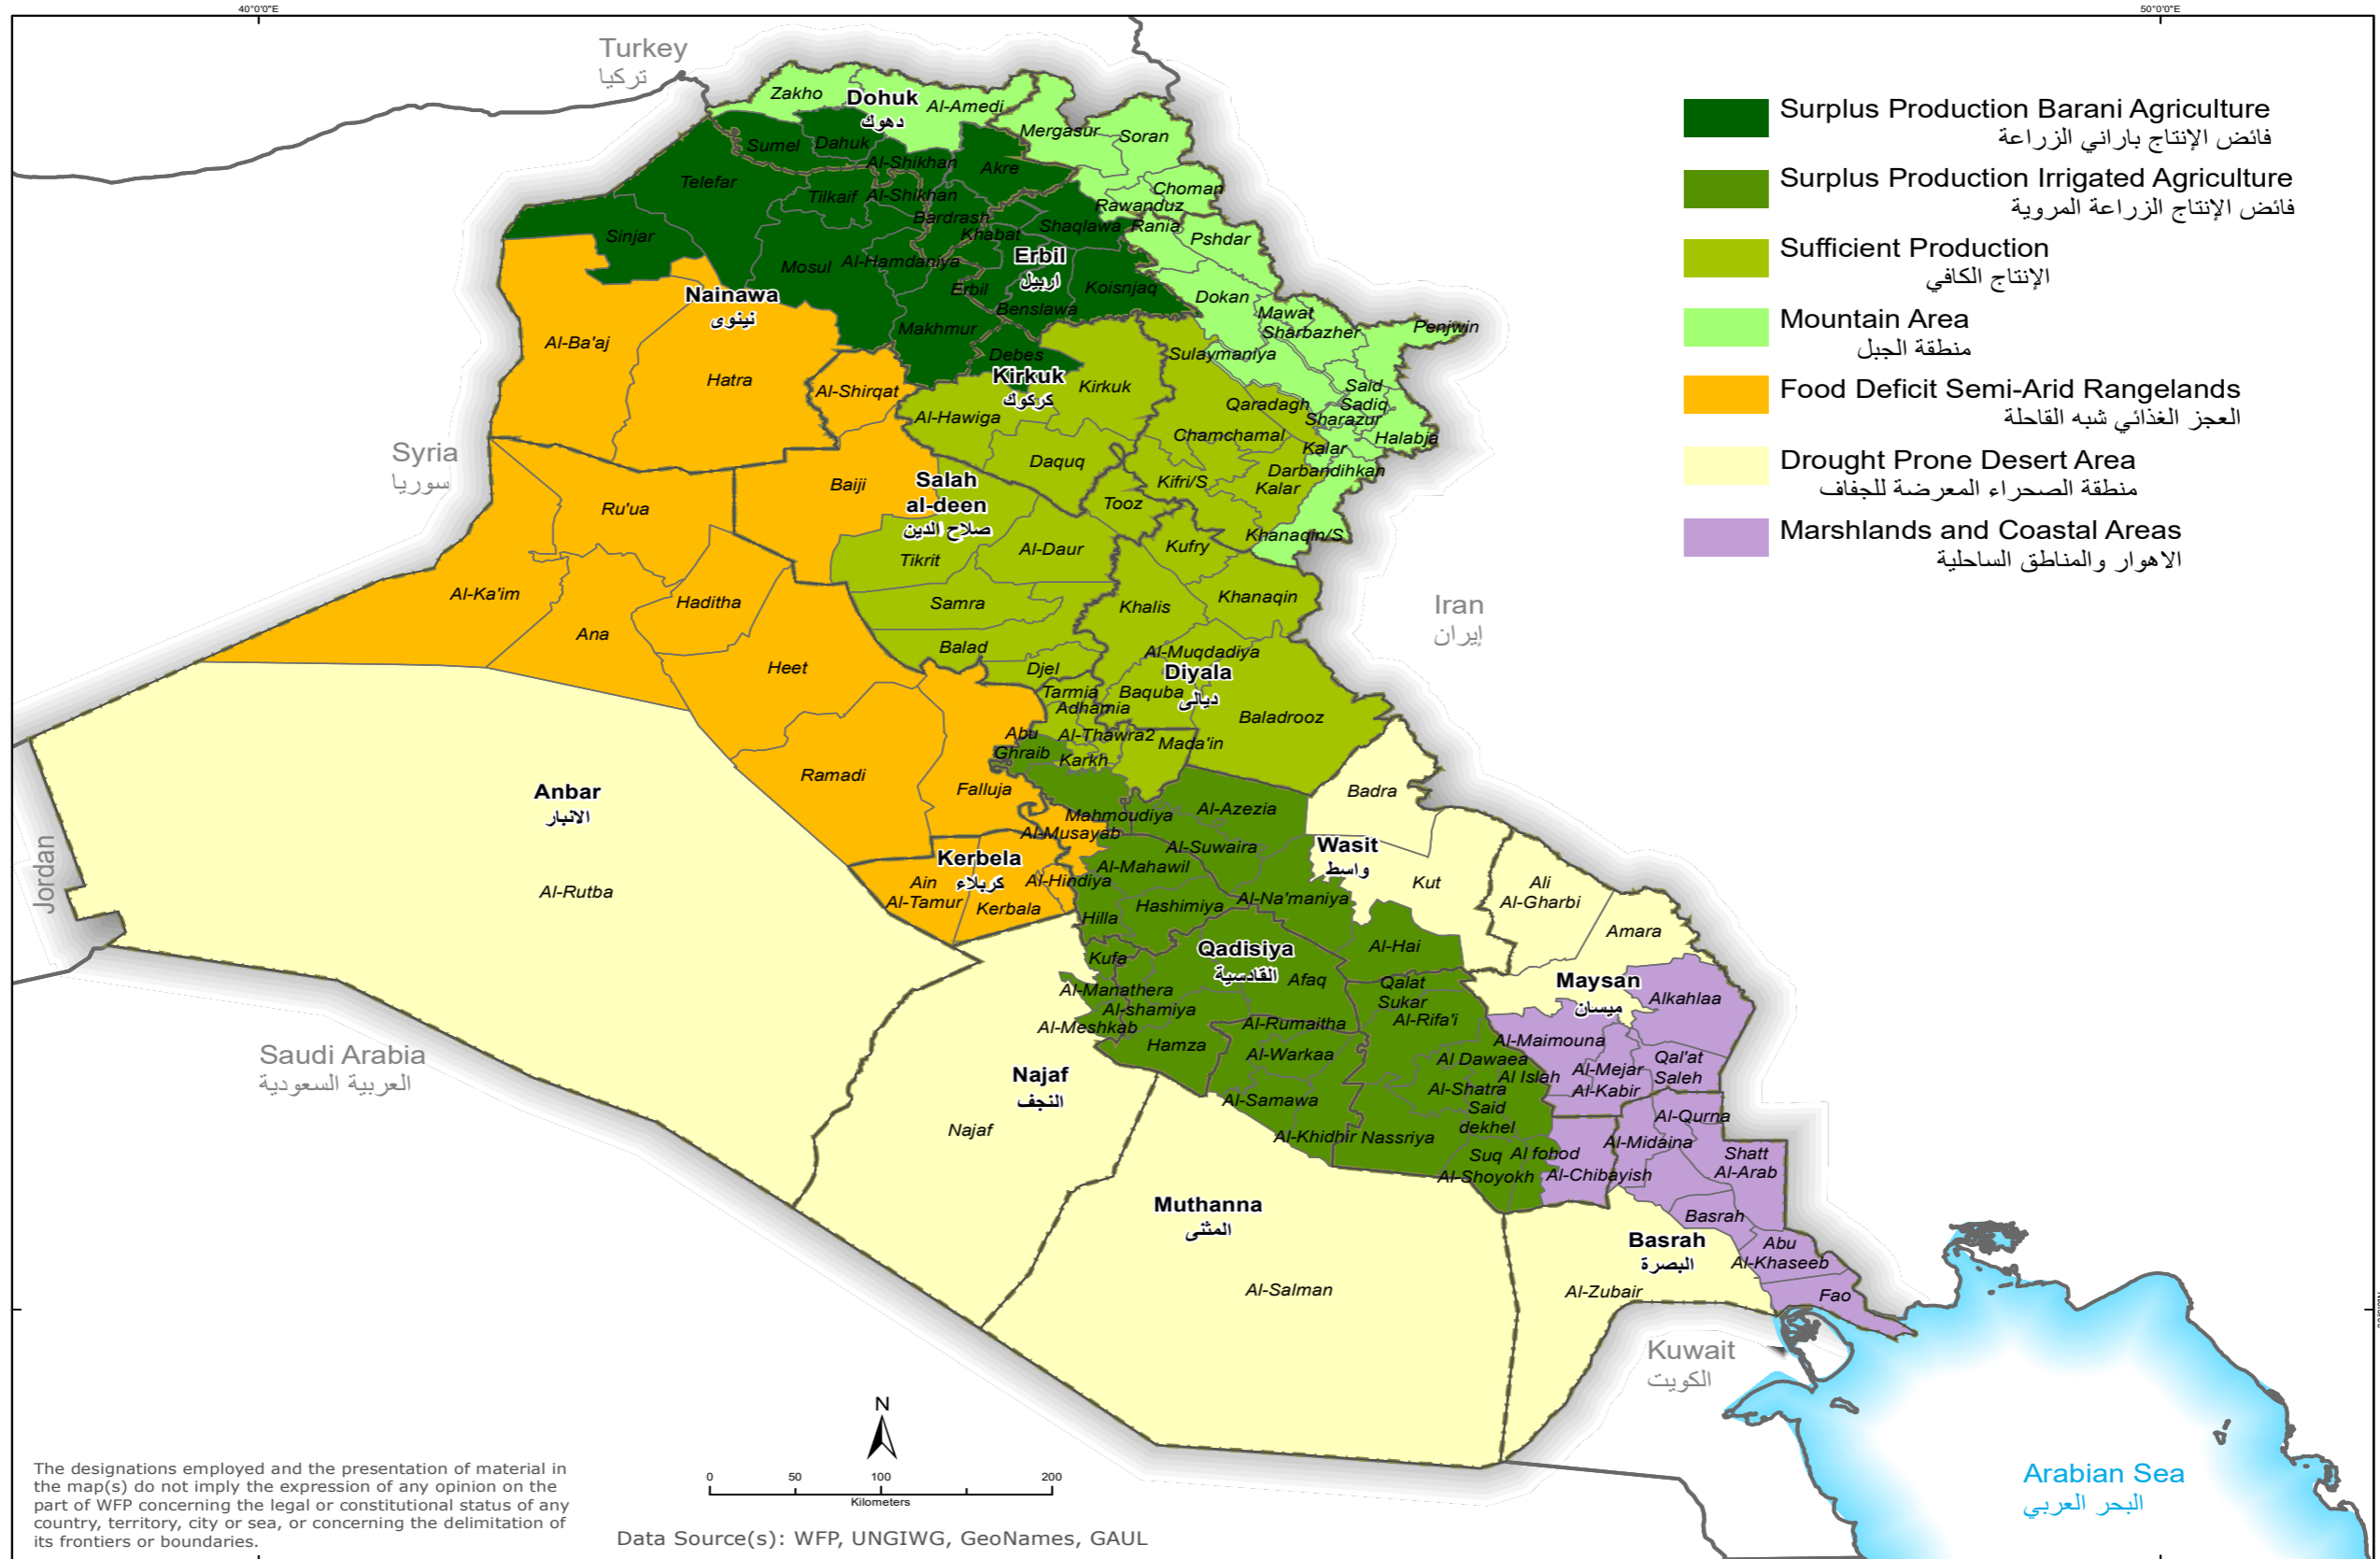 40°0'0"E
50°0'0"E
Turkey
تركيا
Syria
سوريا
Jordan
Iran
إيران
Saudi Arabia
العربية السعودية
Kuwait
الكويت
Arabian Sea
البحر العربي
Surplus Production Barani Agriculture
فائض الإنتاج باراني الزراعة
Surplus Production Irrigated Agriculture
فائض الإنتاج الزراعة المروية
Sufficient Production
الإنتاج الكافي
Mountain Area
منطقة الجبل
Food Deficit Semi-Arid Rangelands
العجز الغذائي شبه القاحلة
Drought Prone Desert Area
منطقة الصحراء المعرضة للجفاف
Marshlands and Coastal Areas
الاهوار والمناطق الساحلية
Zakho
Dohuk
دهوك
Al-Amedi
Mergasur
Soran
Sumel
Dahuk
Al-Shikhan
Akre
Telefar
Tilkaif
Al-Shikhan
Choman
Rawanduz
Bardrash
Khabat
Shaqlawa
Rania
Pshdar
Sinjar
Mosul
Al-Hamdaniya
Erbil
اربيل
Erbil
Koisnjaq
Benslawa
Dokan
Mawat
Sharbazher
Penjwin
Nainawa
نينوى
Makhmur
Al-Ba'aj
Hatra
Al-Shirqat
Debes
Kirkuk
كركوك
Kirkuk
Sulaymaniya
Said
Sadiq
Qaradagh
Sharazur
Halabja
Al-Hawiga
Chamchamal
Kalar
Darbandihkan
Daquq
Kifri/S
Kalar
Baiji
Salah
al-deen
صلاح الدين
Tooz
Ru'ua
Khanaqin/S
Kufry
Al-Daur
Tikrit
Al-Ka'im
Haditha
Samra
Khalis
Khanaqin
Ana
Balad
Al-Muqdadiya
Heet
Djel
Diyala
ديالى
Tarmia
Baquba
Adhamia
Baladrooz
Abu
Ghraib
Al-Thawra2
Mada'in
Karkh
Ramadi
Falluja
Badra
Anbar
الانبار
Al-Azezia
Mahmoudiya
Al-Musayab
Al-Suwaira
Wasit
واسط
Kerbela
كربلاء
Al-Mahawil
Ain
Al-Tamur
Al-Hindiya
Kut
Ali
Al-Gharbi
Al-Rutba
Kerbala
Hilla
Hashimiya
Al-Na'maniya
Amara
Qadisiya
القادسية
Al-Hai
Kufa
Afaq
Qalat
Sukar
Maysan
ميسان
Alkahlaa
Al-Manathera
Al-shamiya
Al-Meshkab
Al-Rumaitha
Al-Rifa'i
Hamza
Al-Warkaa
Al-Maimouna
Al Dawaea
Al Islah
Al-Mejar
Al-Kabir
Qal'at
Saleh
Najaf
النجف
Al-Shatra
Al-Samawa
Said
dekhel
Al-Qurna
Najaf
Al-Khidhir
Nassriya
Al-Midaina
Suq
Al-Shoyokh
Al fohod
Al-Chibayish
Shatt
Al-Arab
Muthanna
المثنى
Basrah
Basrah
البصرة
Abu
Al-Khaseeb
Al-Salman
Al-Zubair
Fao
N
0
50
100
200
Kilometers
The designations employed and the presentation of material in
the map(s) do not imply the expression of any opinion on the
part of WFP concerning the legal or constitutional status of any
country, territory, city or sea, or concerning the delimitation of
its frontiers or boundaries.
Data Source(s): WFP, UNGIWG, GeoNames, GAUL